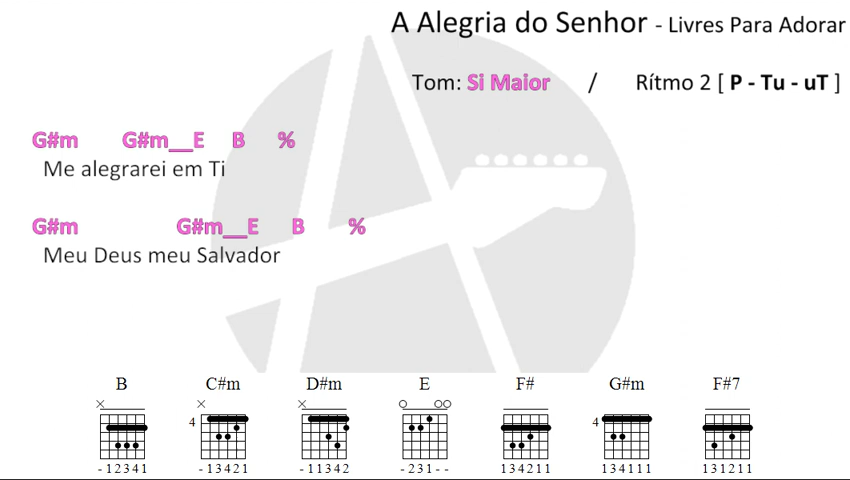 A Alegria do Senhor - Livres Para Adorar
Tom: Si Maior / Rítmo 2 [ P - Tu - uT ]
G#m G#m__E B %
Me alegrarei em Ti
G#m G#m__E B %
Meu Deus meu Salvador
B C#m D#m E F# G#m F#7
4 4
- 1 2 3 4 1 - 1 3 4 2 1 - 1 1 3 4 2 - 2 3 1 - - 1 3 4 2 1 1 1 3 4 1 1 1 1 3 1 2 1 1